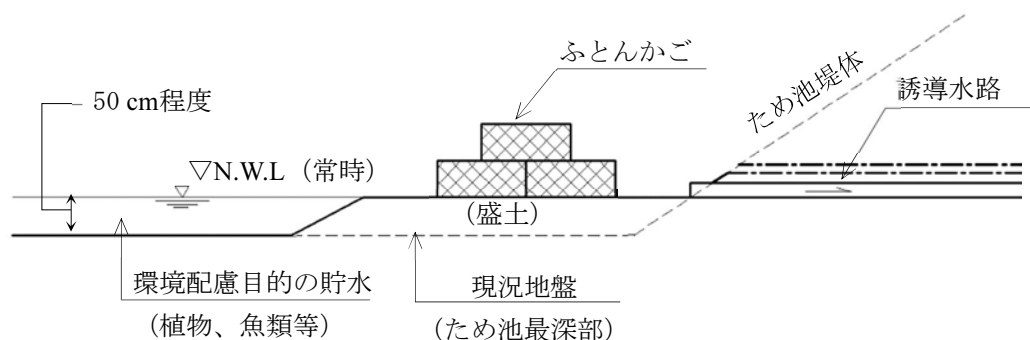 ふとんかご
50 cm程度
ため池堤体
誘導水路
▽N.W.L（常時）
(盛土)
環境配慮目的の貯水
（植物、魚類等）
現況地盤
（ため池最深部）